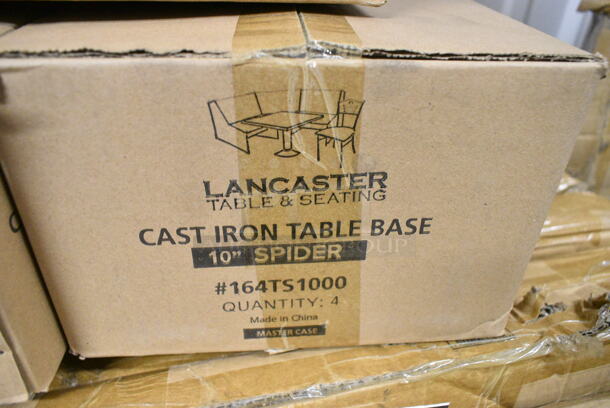 LANCASTER
TABLE & SEATING
CAST IRON TABLE BASE
10" SPIDER
#164TS1000
QUANTITY: 4
Made in China
MASTER CASE